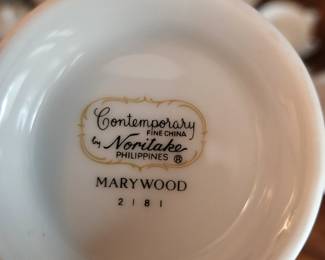 Contemporary
FINE CHINA
by Noritake
PHILIPPINES ®
MARYWOOD
2181